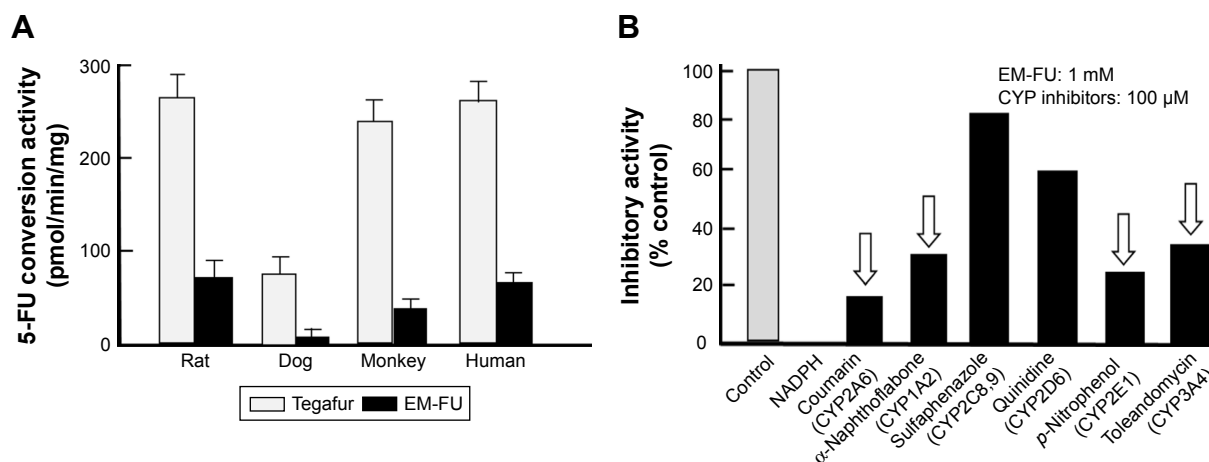 A
5-FU conversion activity
(pmol/min/mg)
300
200
100
0
Rat
Dog
Monkey
Human
Tegafur
EM-FU
B
Inhibitory activity
(% control)
100
80
60
40
20
0
EM-FU: 1 mM
CYP inhibitors: 100 µM
Control
NADPH
Coumarin
(CYP2A6)
α-Naphthoflabone
(CYP1A2)
Sulfaphenazole
(CYP2C8,9)
Quinidine
(CYP2D6)
p-Nitrophenol
(CYP2E1)
Toleandomycin
(CYP3A4)